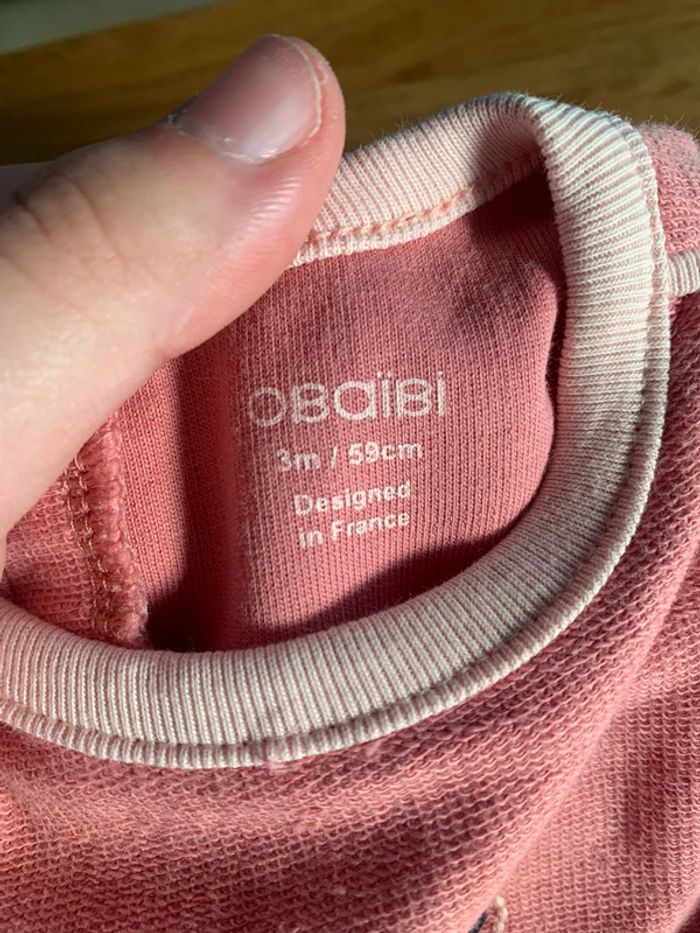 OBaïBi
3m / 59cm
Designed
in France